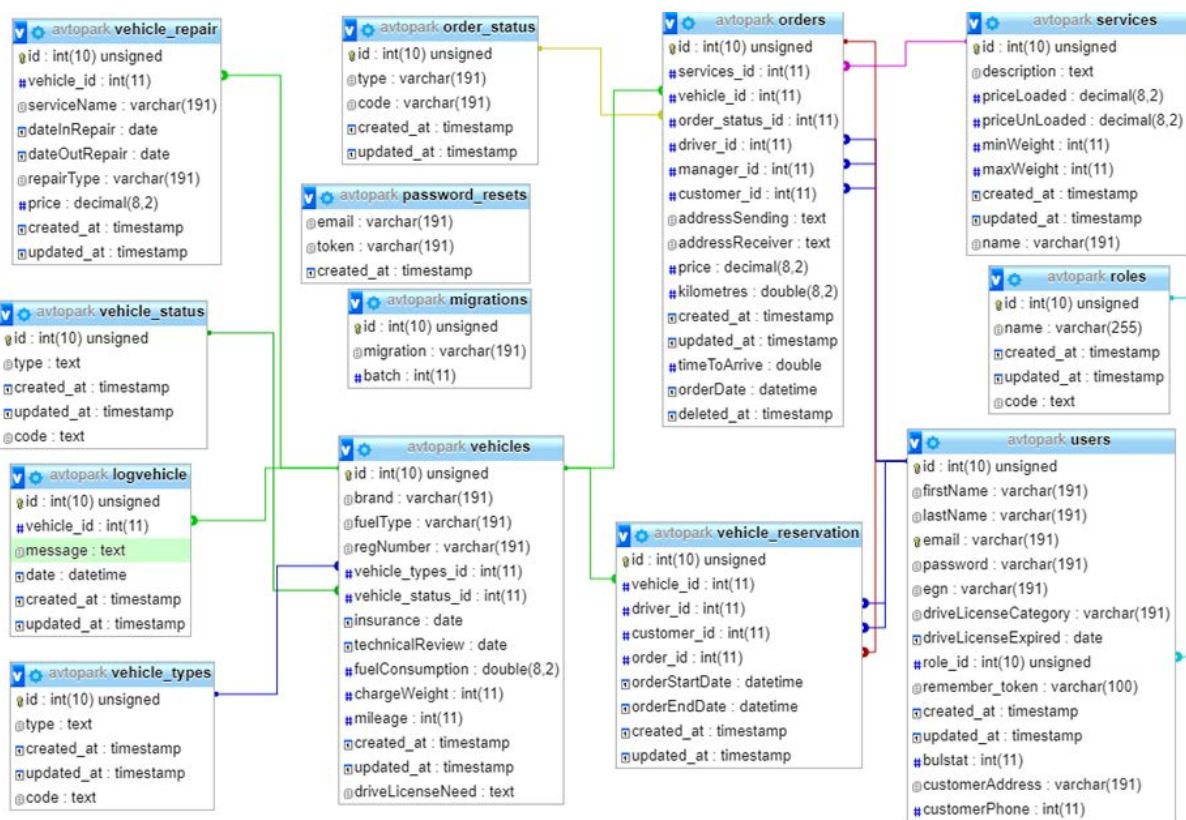 avtopark vehicle_repair
id : int(10) unsigned
vehicle_id : int(11)
serviceName : varchar(191)
dateInRepair : date
dateOutRepair : date
repairType : varchar(191)
price : decimal(8,2)
created_at : timestamp
updated_at : timestamp
avtopark order_status
id : int(10) unsigned
type : varchar(191)
code : varchar(191)
created_at : timestamp
updated_at : timestamp
avtopark orders
id : int(10) unsigned
services_id : int(11)
vehicle_id : int(11)
order_status_id : int(11)
driver_id : int(11)
manager_id : int(11)
customer_id : int(11)
addressSending : text
addressReceiver : text
price : decimal(8,2)
kilometres : double(8,2)
created_at : timestamp
updated_at : timestamp
timeToArrive : double
orderDate : datetime
deleted_at : timestamp
avtopark services
id : int(10) unsigned
description : text
priceLoaded : decimal(8,2)
priceUnLoaded : decimal(8,2)
minWeight : int(11)
maxWeight : int(11)
created_at : timestamp
updated_at : timestamp
name : varchar(191)
avtopark password_resets
email : varchar(191)
token : varchar(191)
created_at : timestamp
avtopark migrations
id : int(10) unsigned
migration : varchar(191)
batch : int(11)
avtopark roles
id : int(10) unsigned
name : varchar(255)
created_at : timestamp
updated_at : timestamp
code : text
avtopark vehicle_status
id : int(10) unsigned
type : text
created_at : timestamp
updated_at : timestamp
code : text
avtopark logvehicle
id : int(10) unsigned
vehicle_id : int(11)
message : text
date : datetime
created_at : timestamp
updated_at : timestamp
avtopark vehicles
id : int(10) unsigned
brand : varchar(191)
fuelType : varchar(191)
regNumber : varchar(191)
vehicle_types_id : int(11)
vehicle_status_id : int(11)
insurance : date
technicalReview : date
fuelConsumption : double(8,2)
chargeWeight : int(11)
mileage : int(11)
created_at : timestamp
updated_at : timestamp
driveLicenseNeed : text
avtopark vehicle_reservation
id : int(10) unsigned
vehicle_id : int(11)
driver_id : int(11)
customer_id : int(11)
order_id : int(11)
orderStartDate : datetime
orderEndDate : datetime
created_at : timestamp
updated_at : timestamp
avtopark users
id : int(10) unsigned
firstName : varchar(191)
lastName : varchar(191)
email : varchar(191)
password : varchar(191)
egn : varchar(191)
driveLicenseCategory : varchar(191)
driveLicenseExpired : date
role_id : int(10) unsigned
remember_token : varchar(100)
created_at : timestamp
updated_at : timestamp
bulstat : int(11)
customerAddress : varchar(191)
customerPhone : int(11)
avtopark vehicle_types
id : int(10) unsigned
type : text
created_at : timestamp
updated_at : timestamp
code : text